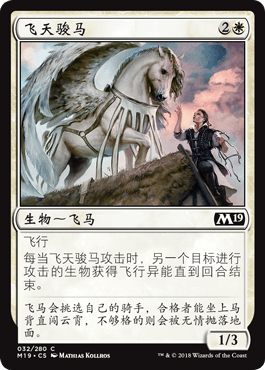 飞天骏马 2
生物～飞马 M19
飞行
每当飞天骏马攻击时，另一个目标进行
攻击的生物获得飞行异能直到回合结
束。
飞马会挑选自己的骑手，合格者能坐上马
背直闯云霄，不够格的则会被无情抛落地
面。
1/3
032/280 C
M19 • CS MATHIAS KOLLROS
™ & © 2018 Wizards of the Coast